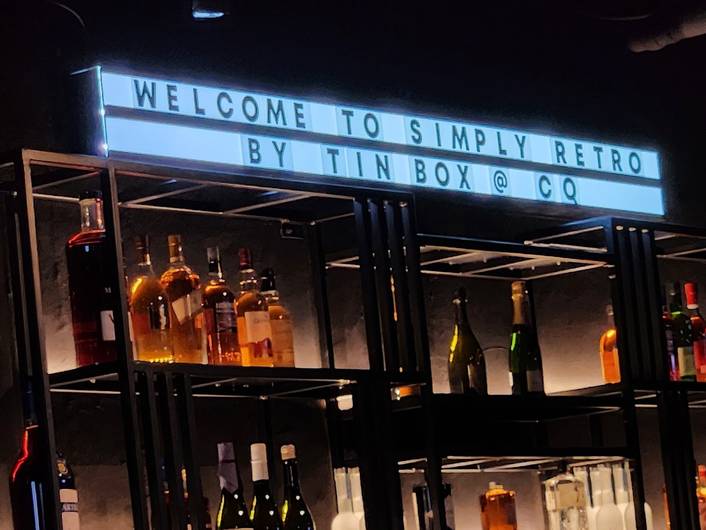 WELCOME TO SIMPLY RETRO
BY TIN BOX @ CQ